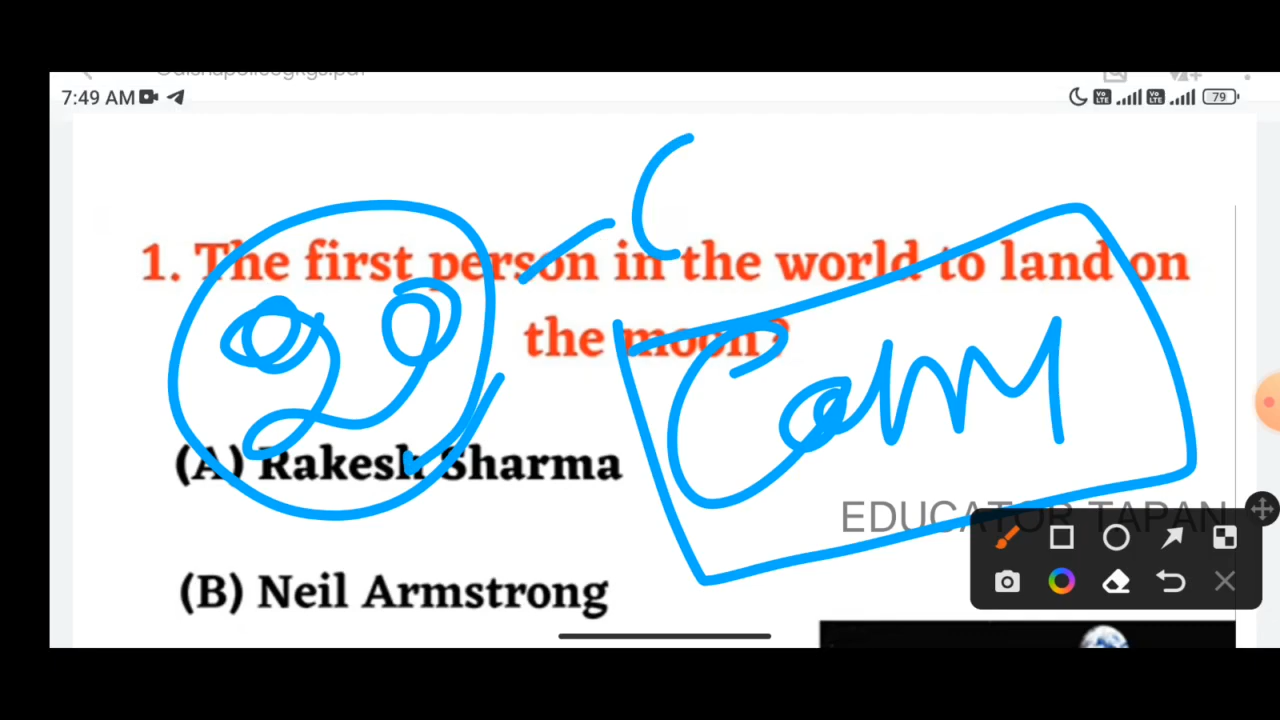 7:49 AM
79
1. The first person in the world to land on
the moon?
(A) Rakesh Sharma
EDUCATOR TAPAN
(B) Neil Armstrong